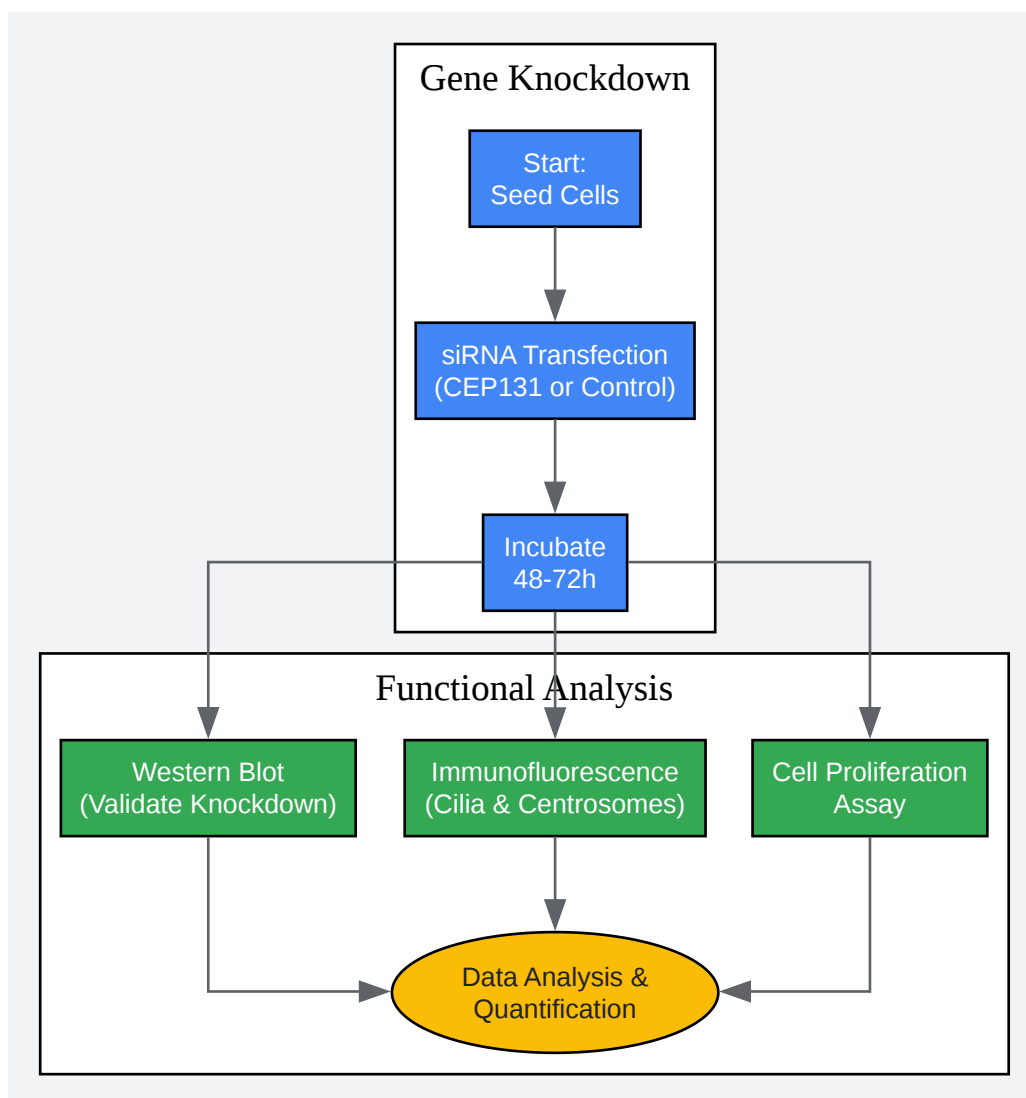 Gene Knockdown
Start:
Seed Cells
siRNA Transfection
(CEP131 or Control)
Incubate
48-72h
Functional Analysis
Western Blot
(Validate Knockdown)
Immunofluorescence
(Cilia & Centrosomes)
Cell Proliferation
Assay
Data Analysis &
Quantification